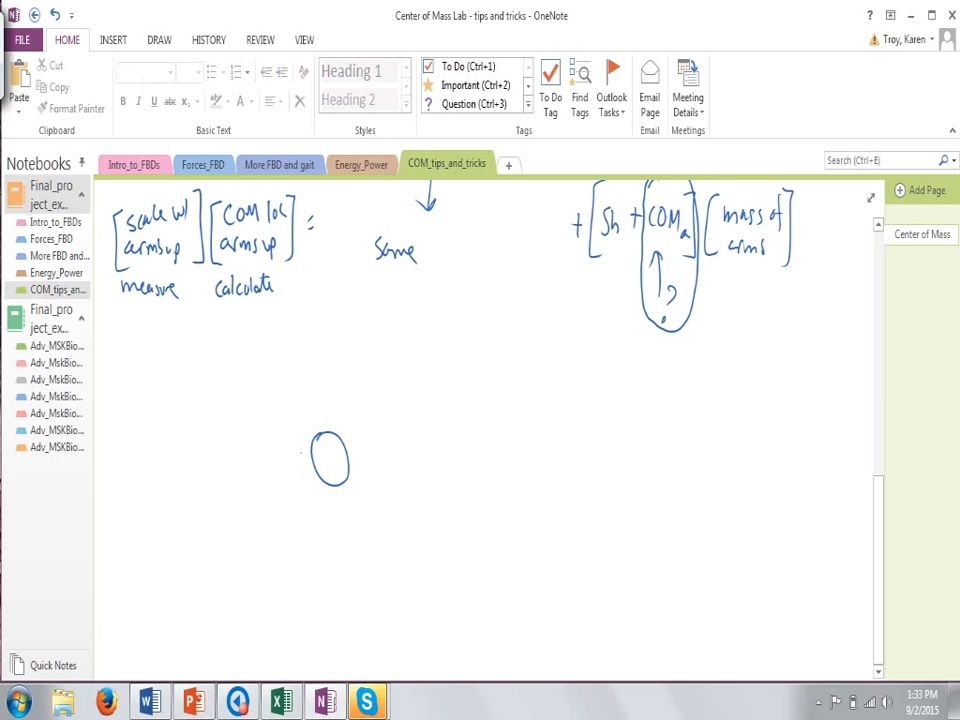 Center of Mass Lab - tips and tricks - OneNote
FILE
HOME
INSERT
DRAW
HISTORY
REVIEW
VIEW
Troy, Karen
Paste
Cut
Copy
Format Painter
Clipboard
B I U abc
Basic Text
Heading 1
Heading 2
Styles
To Do (Ctrl+1)
Important (Ctrl+2)
Question (Ctrl+3)
Tags
To Do Tag
Find Tags
Outlook Tasks
Email Page
Email
Meeting Details
Meetings
Notebooks
Intro_to_FBDs
Forces_FBD
More FBD and gait
Energy_Power
COM_tips_and_tricks
Search (Ctrl+E)
Add Page
Center of Mass
Final_project_ex...
Intro_to_FBDs
Forces_FBD
More FBD and...
Energy_Power
COM_tips_an...
Final_project_ex...
Adv_MSKBio...
Adv_MskBio...
Adv_MSKBio...
Adv_MskBio...
Adv_MskBio...
Adv_MSKBio...
Adv_MSKBio...
[scale w/ arms up] [COM loc arms up] = same + [Sh + COMa] [mass of arms]
measure
calculate
?
Quick Notes
1:33 PM
9/2/2015